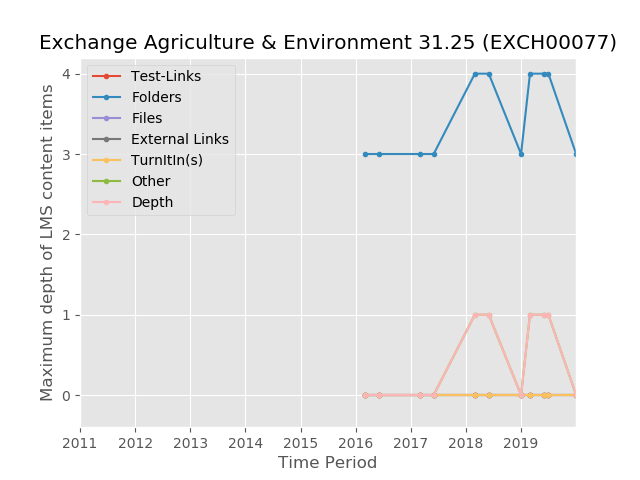 Exchange Agriculture & Environment 31.25 (EXCH00077)
Maximum depth of LMS content items
4
3
2
1
0
Test-Links
Folders
Files
External Links
TurnItIn(s)
Other
Depth
2011 2012 2013 2014 2015 2016 2017 2018 2019
Time Period